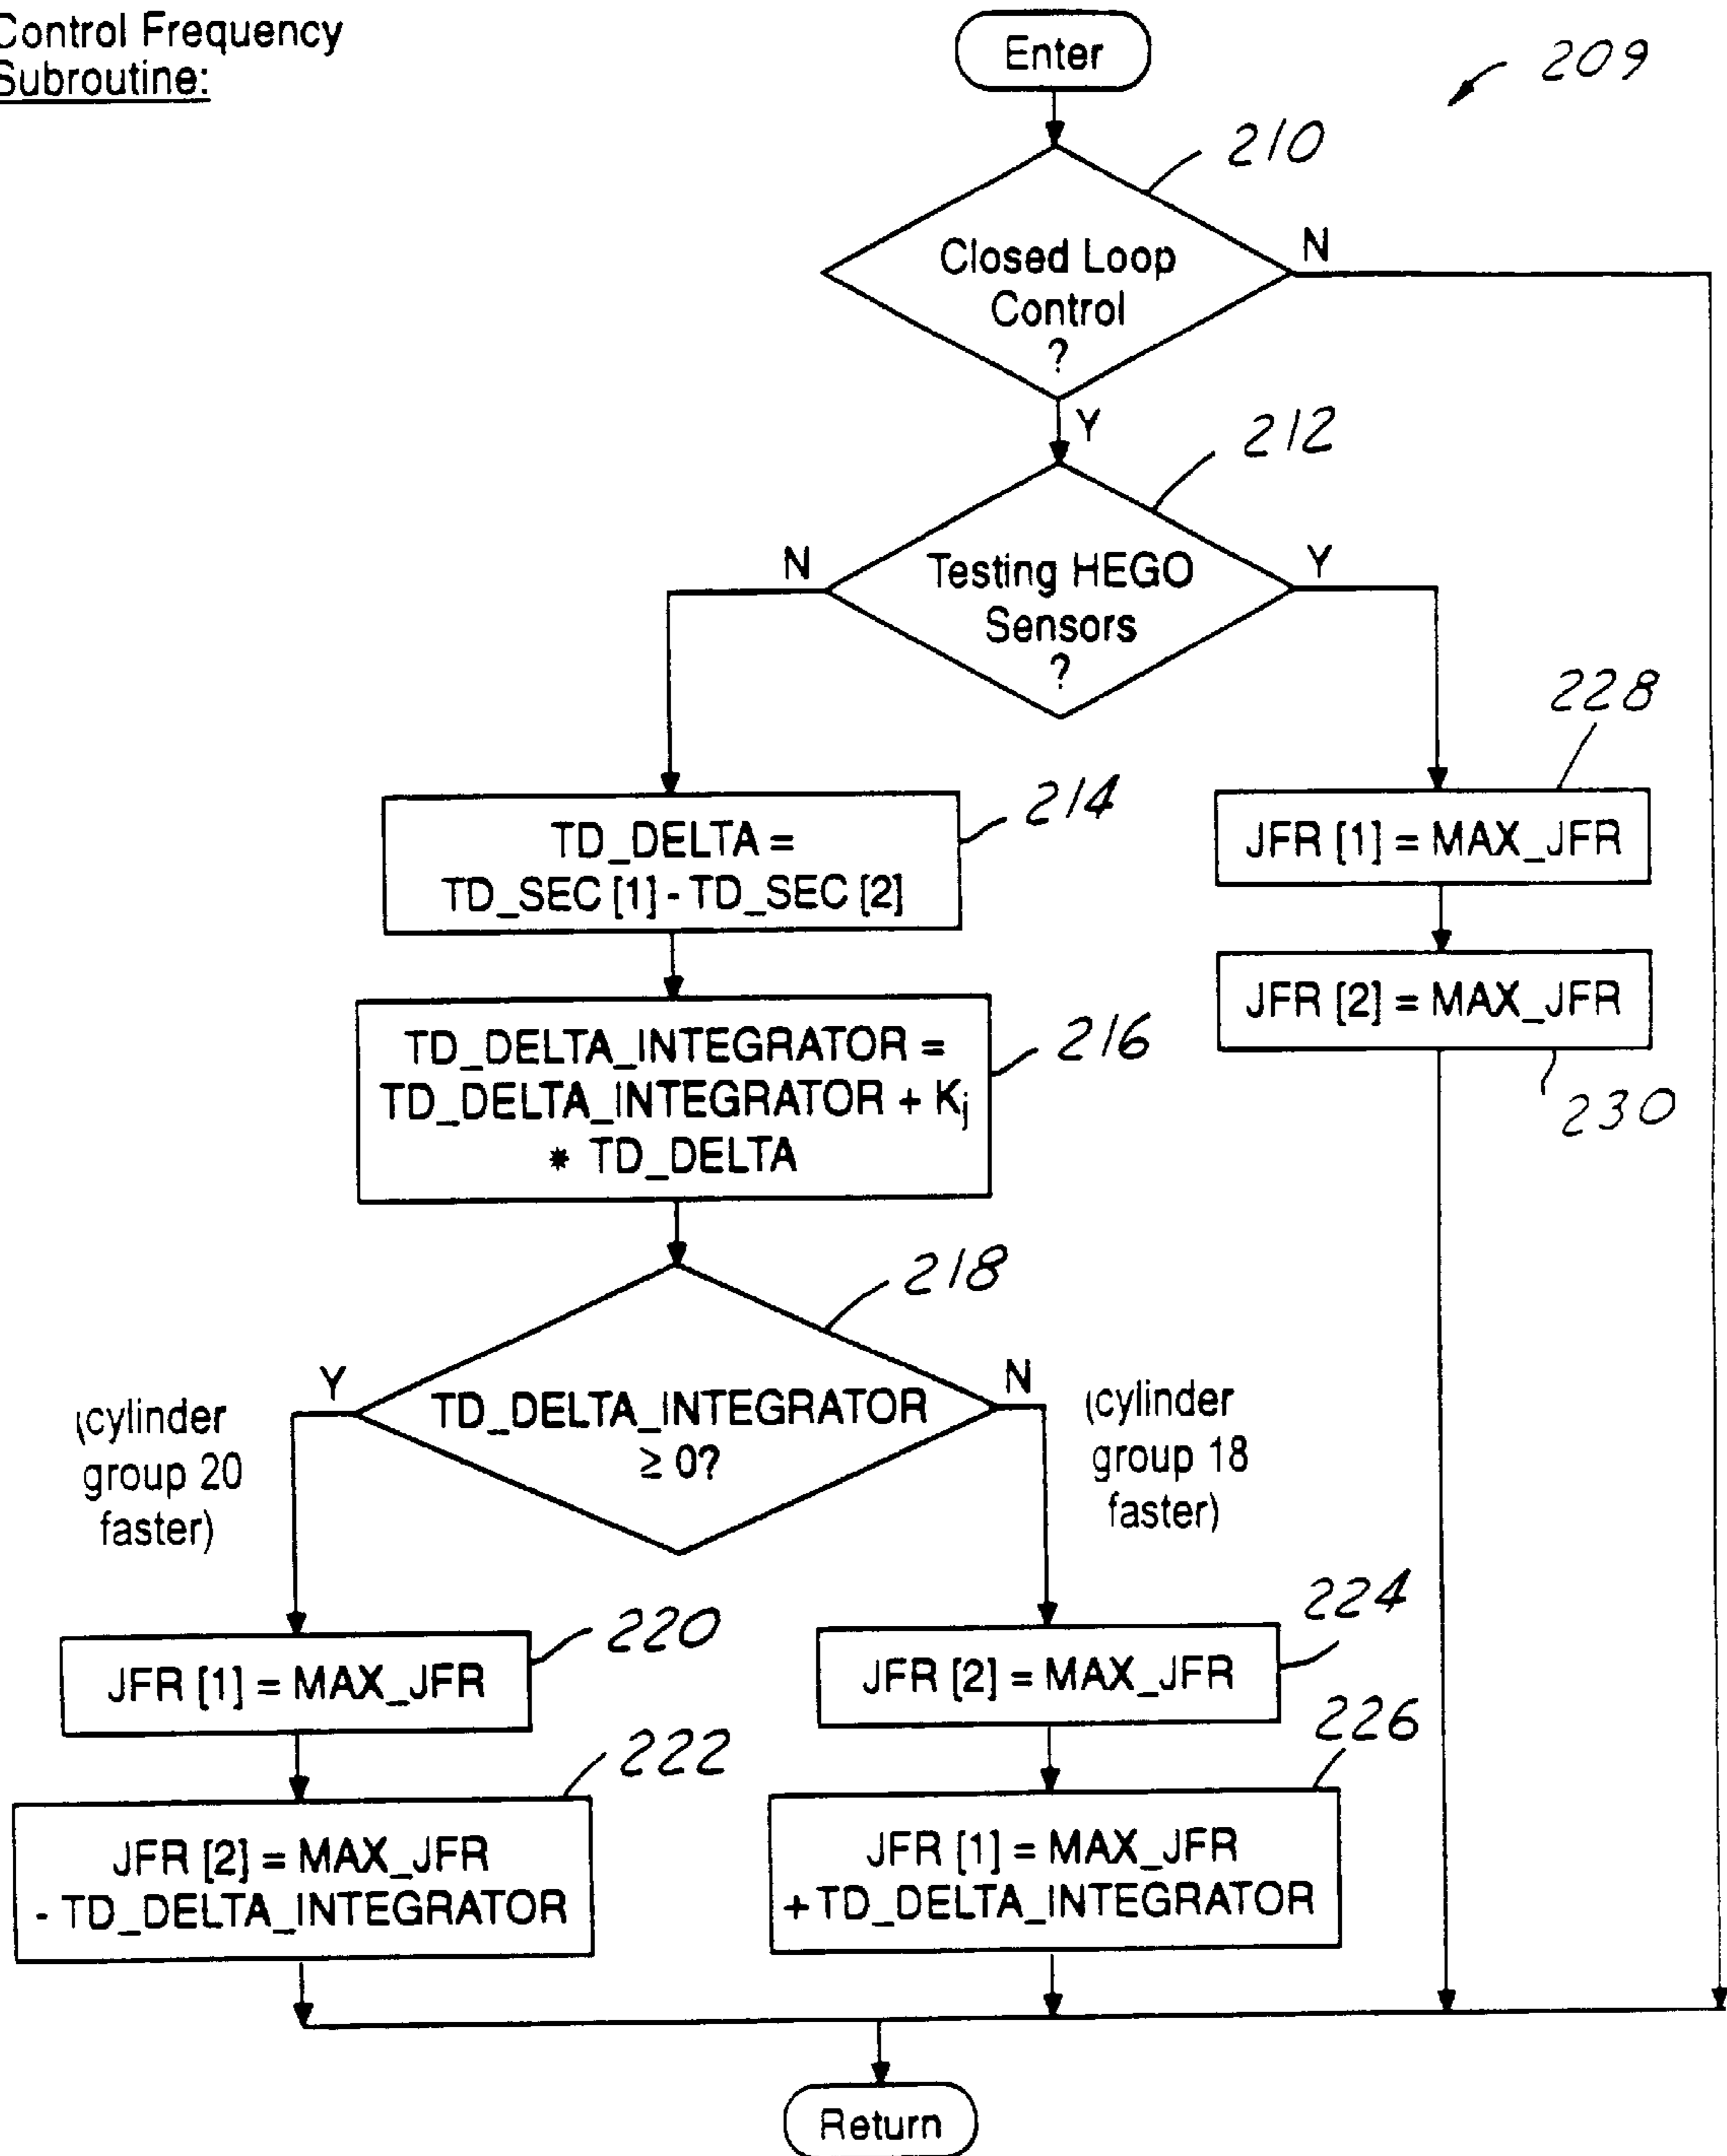 Control Frequency
Subroutine:
Enter
209
210
Closed Loop
Control
?
N
Y
212
Testing HEGO
Sensors
?
N
Y
228
214
TD_DELTA =
TD_SEC [1] - TD_SEC [2]
JFR [1] = MAX_JFR
JFR [2] = MAX_JFR
230
216
TD_DELTA_INTEGRATOR =
TD_DELTA_INTEGRATOR + Kj
* TD_DELTA
218
Y
N
TD_DELTA_INTEGRATOR
≥ 0?
(cylinder
group 20
faster)
(cylinder
group 18
faster)
220
224
JFR [1] = MAX_JFR
JFR [2] = MAX_JFR
222
226
JFR [2] = MAX_JFR
- TD_DELTA_INTEGRATOR
JFR [1] = MAX_JFR
+ TD_DELTA_INTEGRATOR
Return